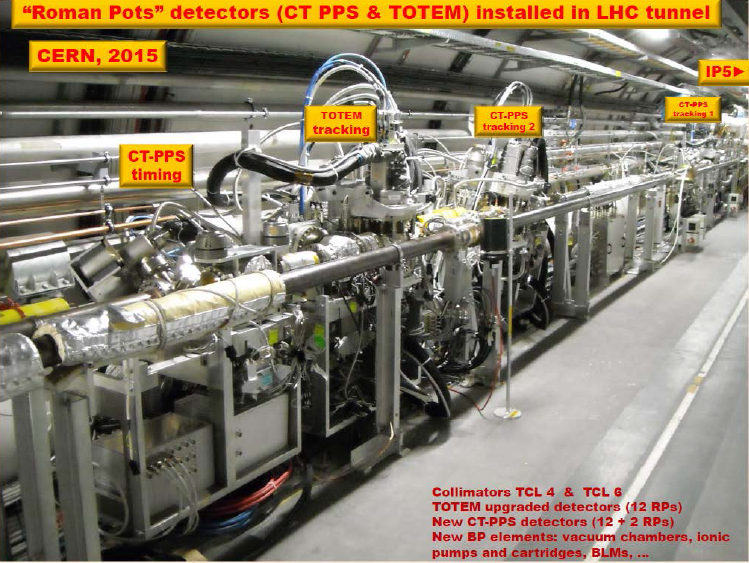 “Roman Pots” detectors (CT PPS & TOTEM) installed in LHC tunnel
CERN, 2015
IP5►
CT-PPS
tracking 1
TOTEM
tracking
CT-PPS
tracking 2
CT-PPS
timing
Collimators TCL 4 & TCL 6
TOTEM upgraded detectors (12 RPs)
New CT-PPS detectors (12 + 2 RPs)
New BP elements: vacuum chambers, ionic
pumps and cartridges, BLMs, ...